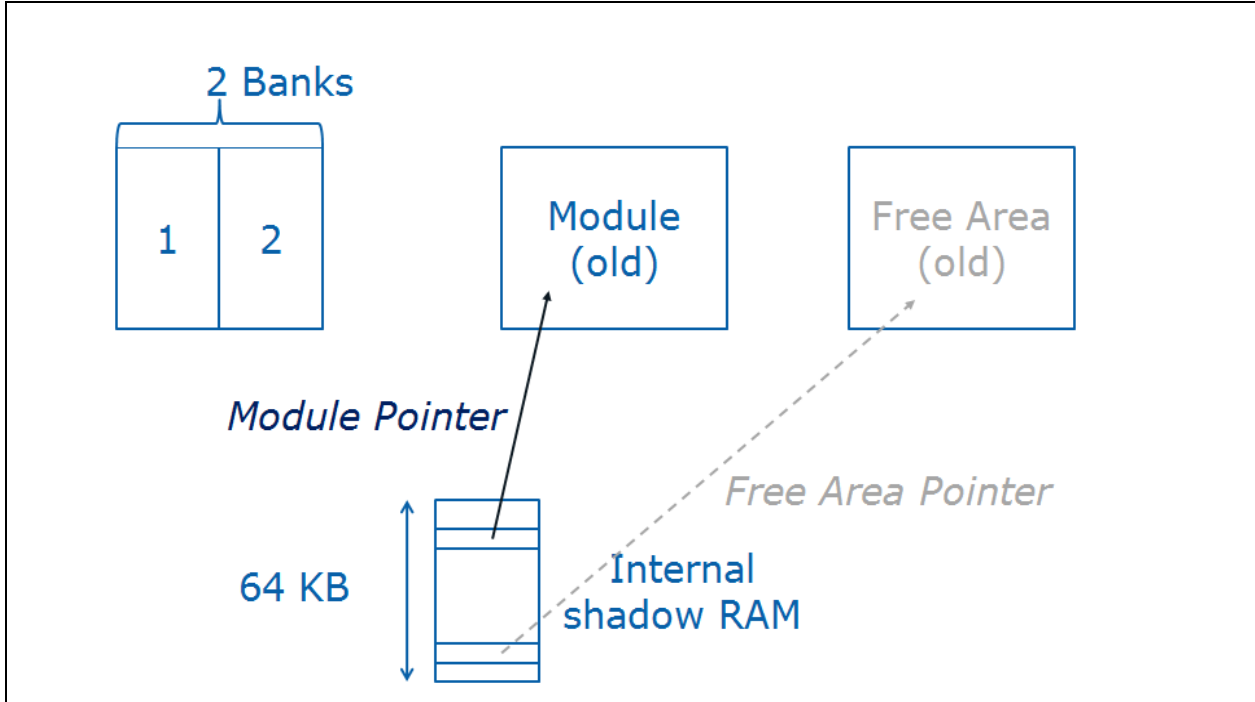 2 Banks
1
2
Module
(old)
Free Area
(old)
Module Pointer
Free Area Pointer
64 KB
Internal
shadow RAM